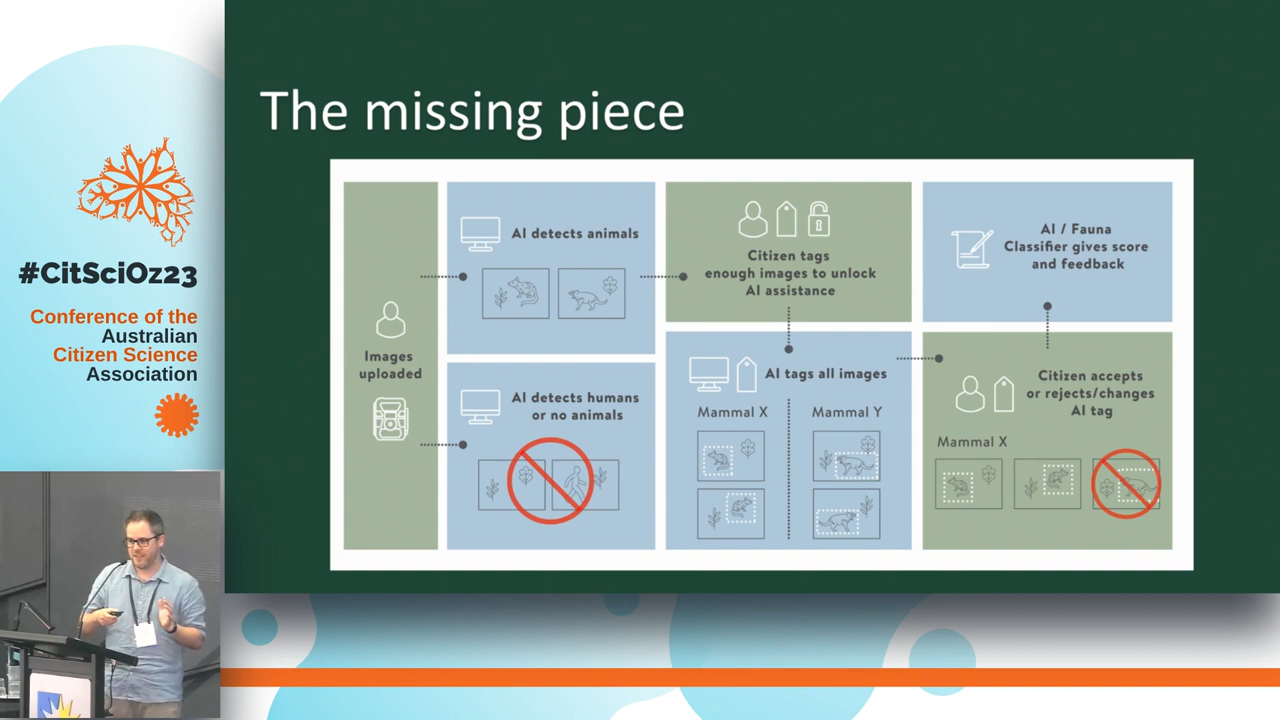 The missing piece
#CitSciOz23
Conference of the
Australian
Citizen Science
Association
Images
uploaded
AI detects animals
AI detects humans
or no animals
Citizen tags
enough images to unlock
AI assistance
AI tags all images
Mammal X
Mammal Y
AI / Fauna
Classifier gives score
and feedback
Citizen accepts
or rejects/changes
AI tag
Mammal X